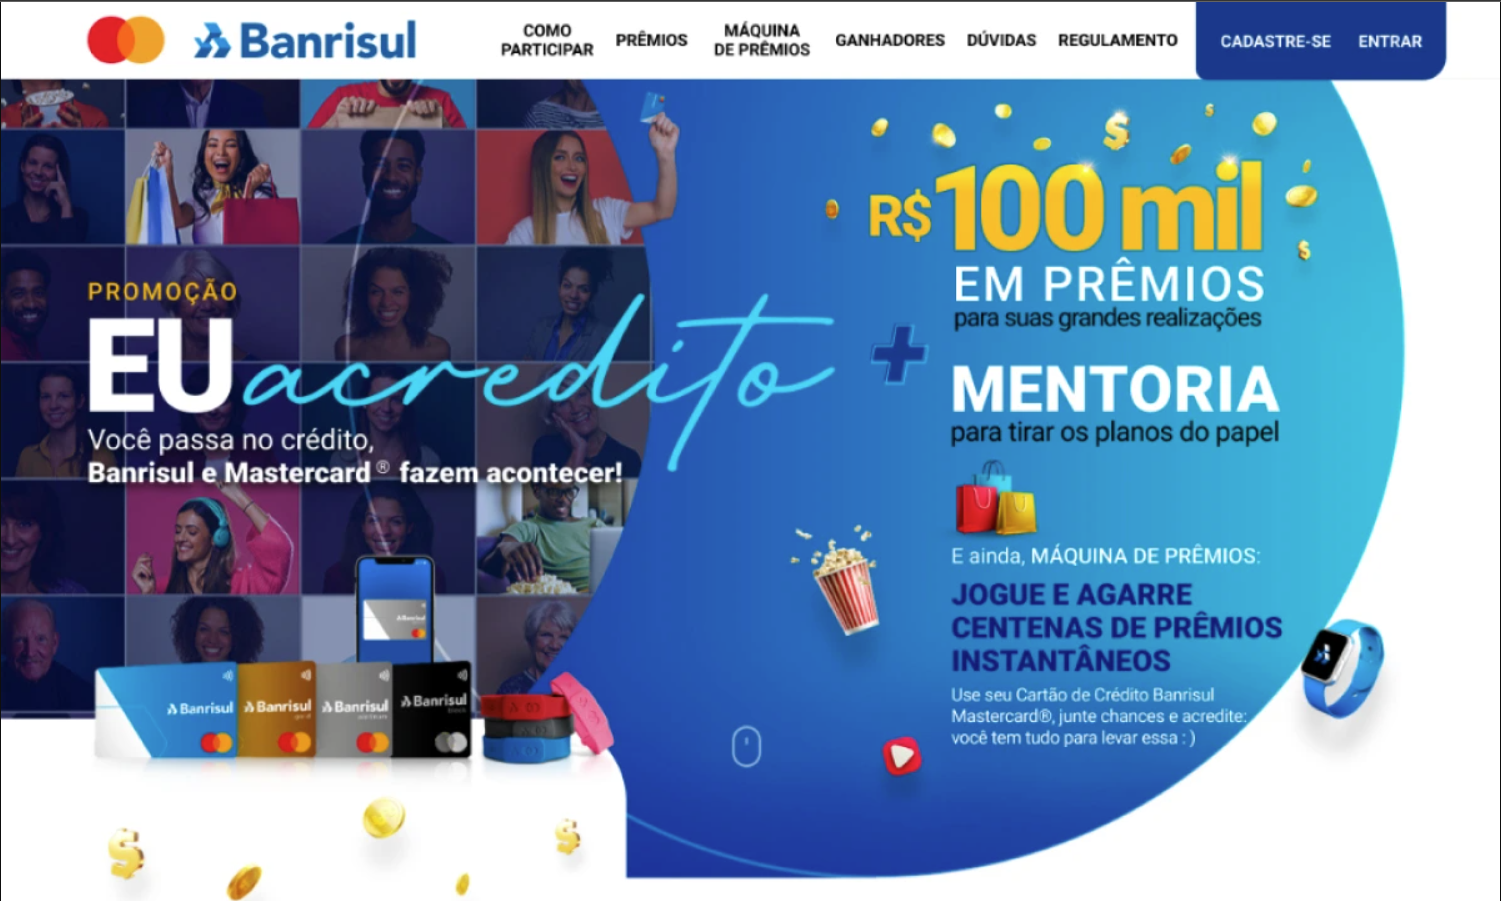 Banrisul
COMO
PARTICIPAR
PRÊMIOS
MÁQUINA
DE PRÊMIOS
GANHADORES
DÚVIDAS
REGULAMENTO
CADASTRE-SE
ENTRAR
PROMOÇÃO
EU acredito
Você passa no crédito,
Banrisul e Mastercard® fazem acontecer!
R$100 mil
EM PRÊMIOS
para suas grandes realizações
+
MENTORIA
para tirar os planos do papel
E ainda, MÁQUINA DE PRÊMIOS:
JOGUE E AGARRE
CENTENAS DE PRÊMIOS
INSTANTÂNEOS
Use seu Cartão de Crédito Banrisul
Mastercard®, junte chances e acredite:
você tem tudo para levar essa : )
Banrisul
Banrisul
Banrisul
Banrisul
Banrisul